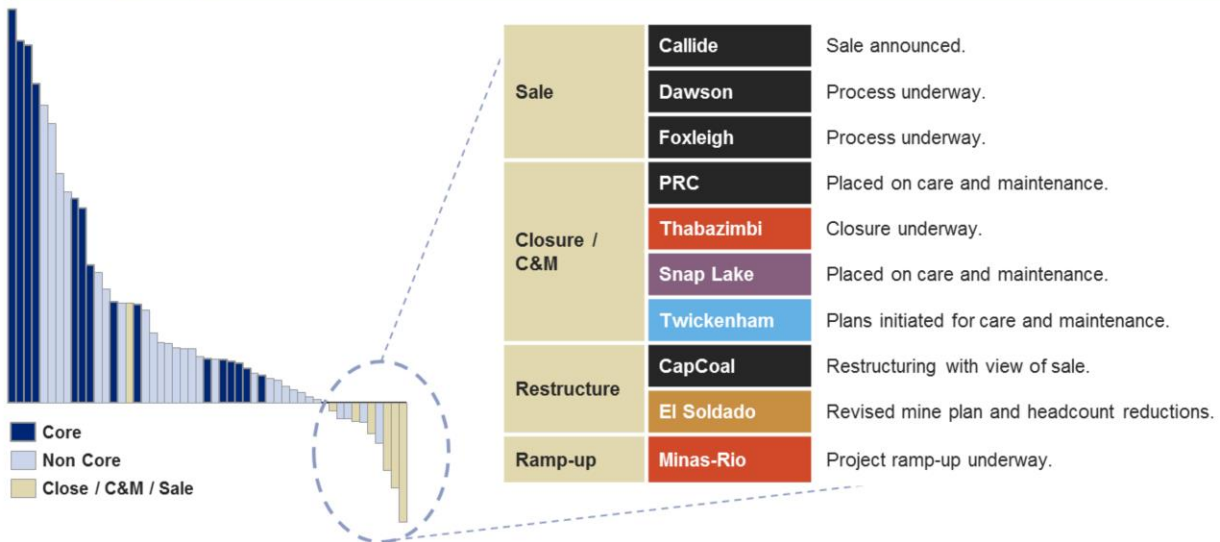 Core
Non Core
Close / C&M / Sale
Sale
Callide
Sale announced.
Dawson
Process underway.
Foxleigh
Process underway.
Closure /
C&M
PRC
Placed on care and maintenance.
Thabazimbi
Closure underway.
Snap Lake
Placed on care and maintenance.
Twickenham
Plans initiated for care and maintenance.
Restructure
CapCoal
Restructuring with view of sale.
El Soldado
Revised mine plan and headcount reductions.
Ramp-up
Minas-Rio
Project ramp-up underway.